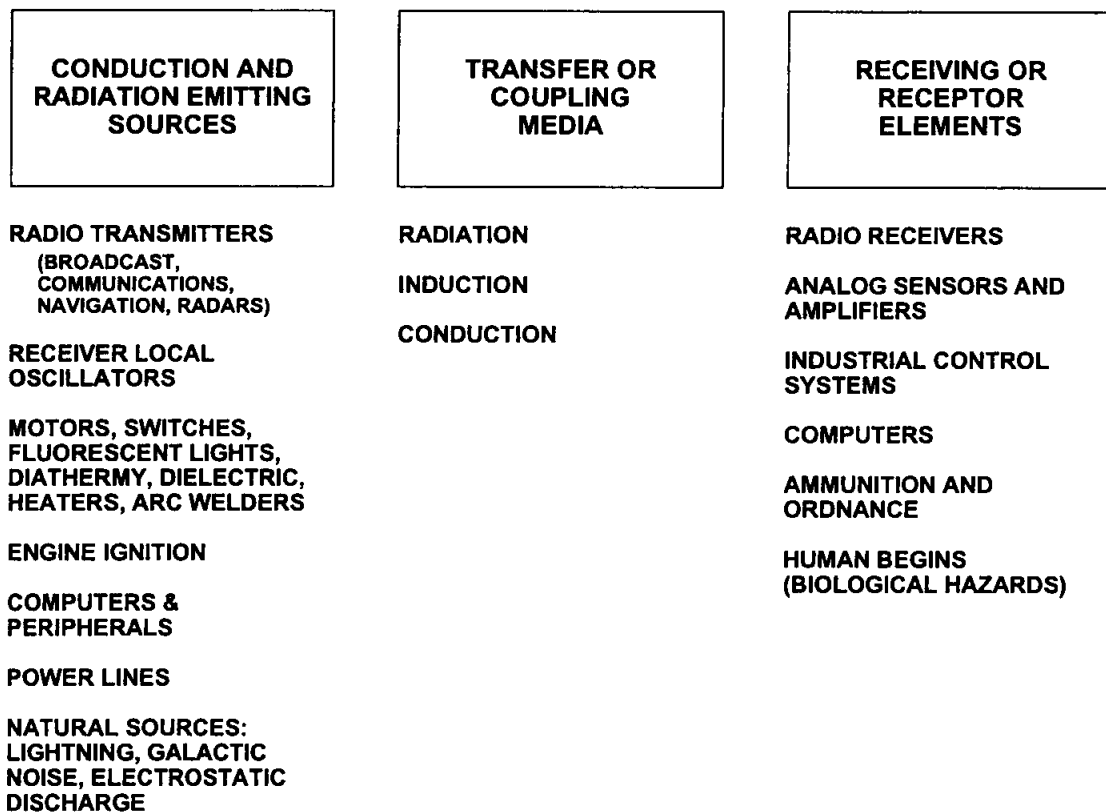 CONDUCTION AND
RADIATION EMITTING
SOURCES
TRANSFER OR
COUPLING
MEDIA
RECEIVING OR
RECEPTOR
ELEMENTS
RADIO TRANSMITTERS
(BROADCAST,
COMMUNICATIONS,
NAVIGATION, RADARS)
RECEIVER LOCAL
OSCILLATORS
MOTORS, SWITCHES,
FLUORESCENT LIGHTS,
DIATHERMY, DIELECTRIC,
HEATERS, ARC WELDERS
ENGINE IGNITION
COMPUTERS &
PERIPHERALS
POWER LINES
NATURAL SOURCES:
LIGHTNING, GALACTIC
NOISE, ELECTROSTATIC
DISCHARGE
RADIATION
INDUCTION
CONDUCTION
RADIO RECEIVERS
ANALOG SENSORS AND
AMPLIFIERS
INDUSTRIAL CONTROL
SYSTEMS
COMPUTERS
AMMUNITION AND
ORDNANCE
HUMAN BEGINS
(BIOLOGICAL HAZARDS)